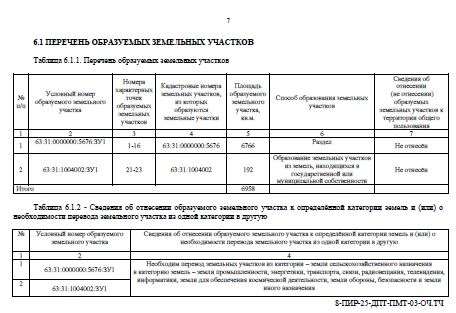 7
6.1 ПЕРЕЧЕНЬ ОБРАЗУЕМЫХ ЗЕМЕЛЬНЫХ УЧАСТКОВ
Таблица 6.1.1. Перечень образуемых земельных участков
№ п/п | Условный номер образуемого земельного участка | Номера характерных точек образуемых земельных участков | Кадастровые номера земельных участков, из которых образуются земельные участки | Площадь образуемого земельного участка, кв.м. | Способ образования земельных участков | Сведения об отнесении (не отнесении) образуемых земельных участков к территории общего пользования
1 | 2 | 3 | 4 | 5 | 6 | 7
1 | 63:31:0000000:5676:ЗУ1 | 1-16 | 63:31:0000000:5676 | 6766 | Раздел | Не отнесён
2 | 63:31:1004002:ЗУ1 | 21-23 | 63:31:1004002 | 192 | Образование земельных участков из земель, находящихся в государственной или муниципальной собственности | Не отнесён
Итого | 6958
Таблица 6.1.2 - Сведения об отнесении образуемого земельного участка к определённой категории земель и (или) о
необходимости перевода земельного участка из одной категории в другую
№ | Условный номер образуемого земельного участка | Сведения об отнесении образуемого земельного участка к определённой категории земель и (или) о необходимости перевода земельного участка из одной категории в другую
1 | 2 | 4
1 | 63:31:0000000:5676:ЗУ1 | Необходим перевод земельных участков из категории – земли сельскохозяйственного назначения
в категорию земель – земли промышленности, энергетики, транспорта, связи, радиовещания, телевидения,
2 | 63:31:1004002:ЗУ1 | информатики, земли для обеспечения космической деятельности, земли обороны, безопасности и земли
иного назначения
8-ПИР-25-ДПТ-ПМТ-03-ОЧ.ТЧ